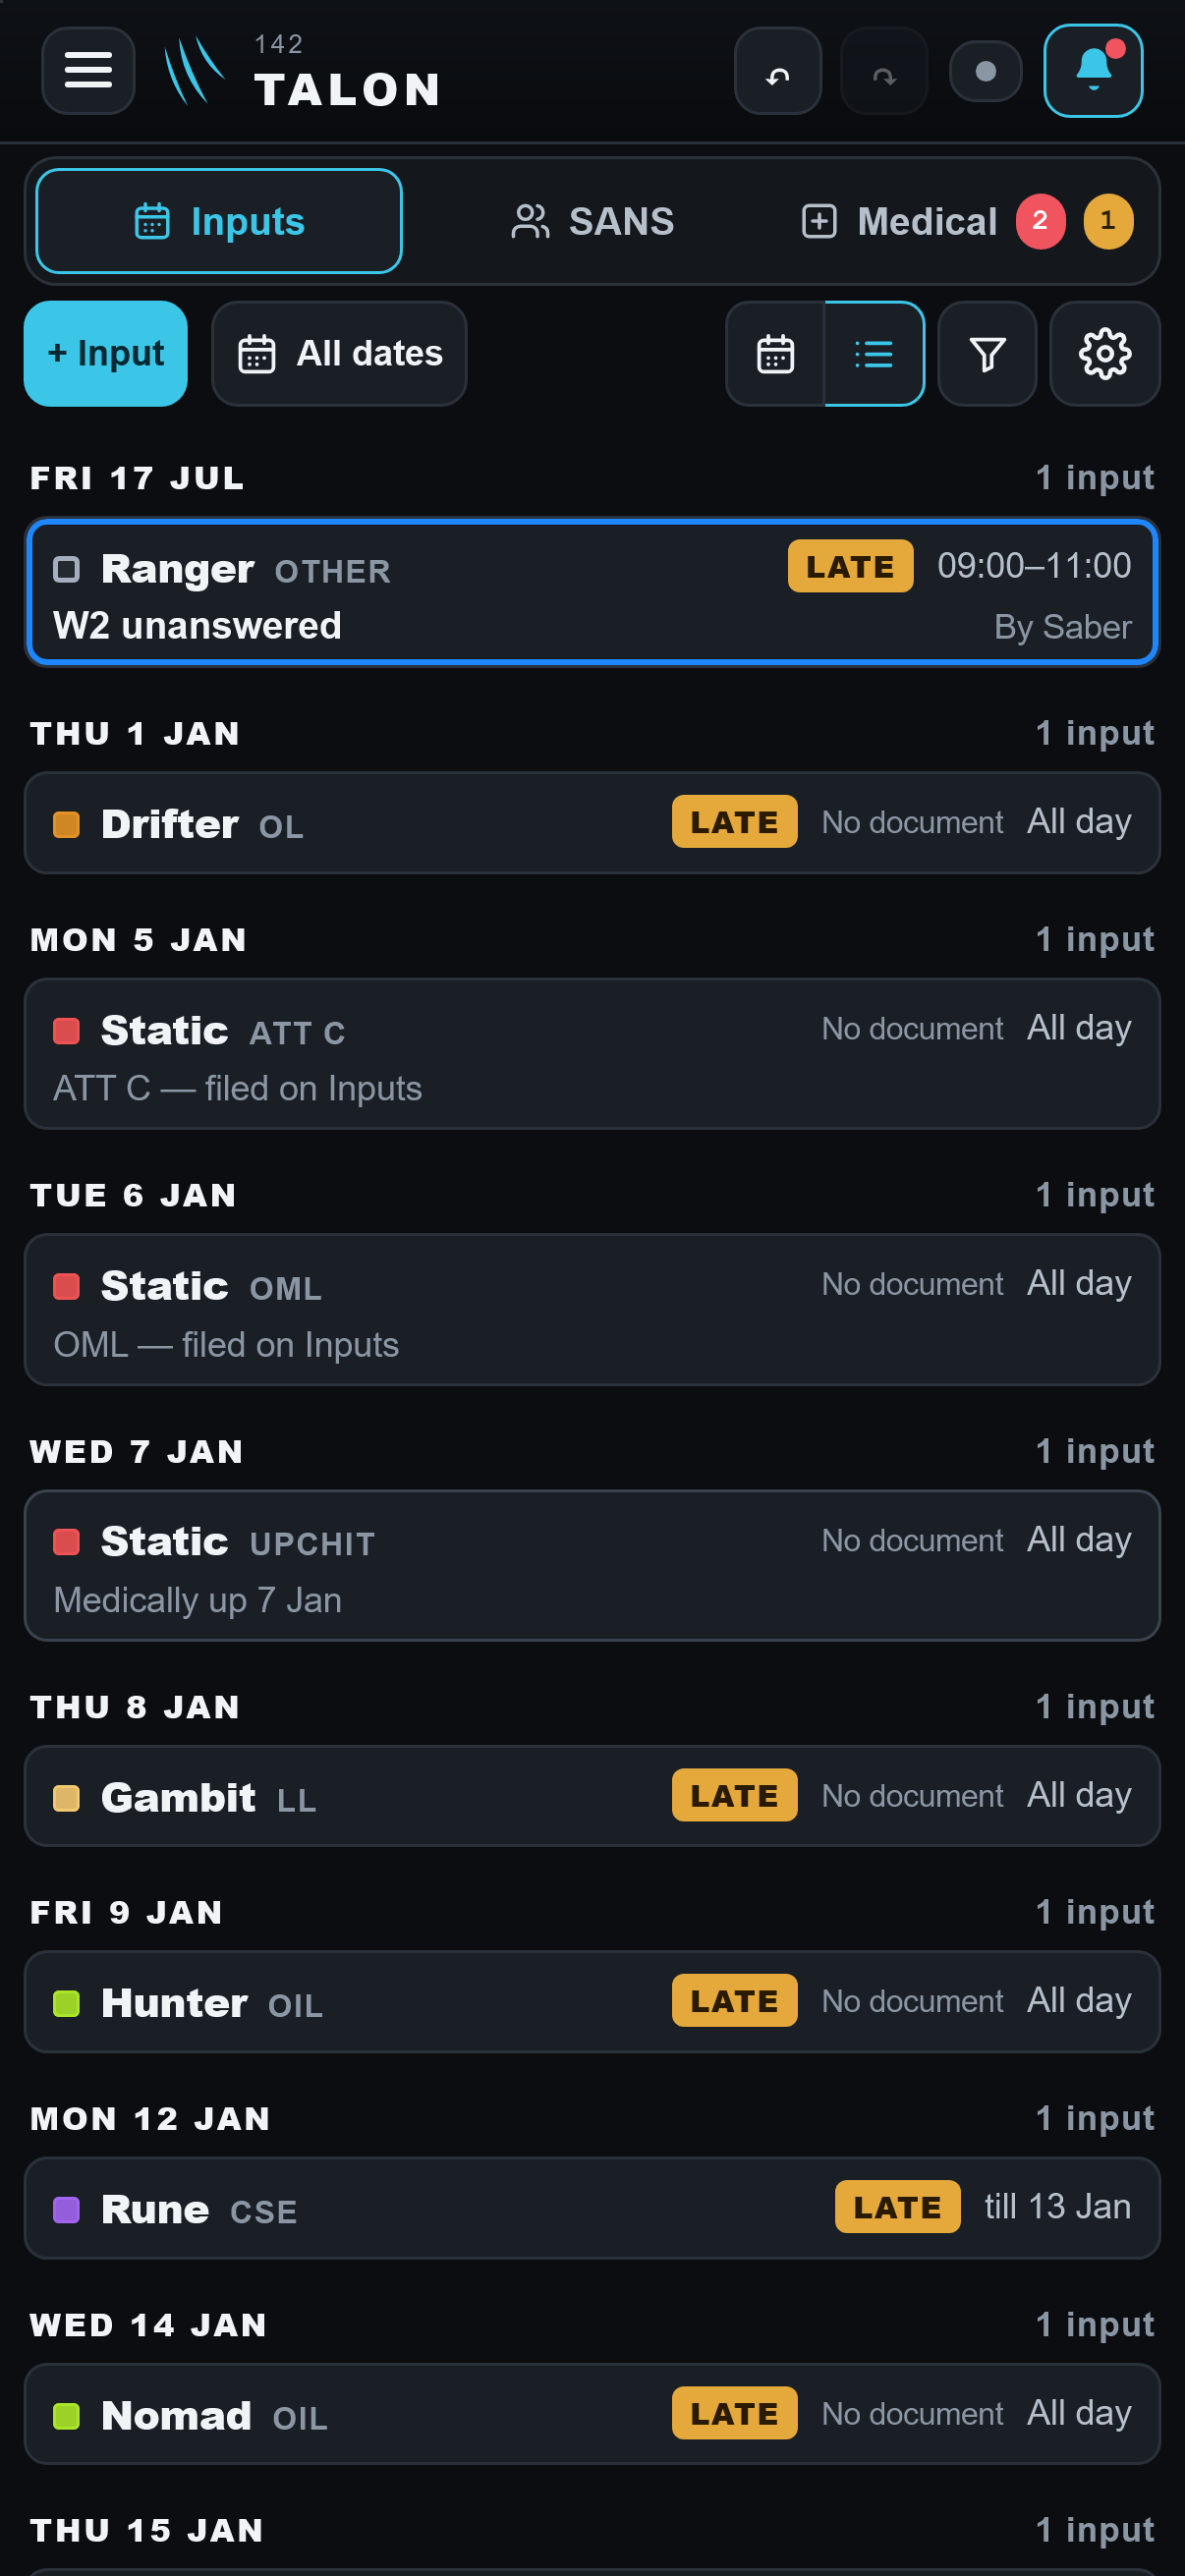 142
TALON
Inputs
SANS
Medical 2 1
+ Input
All dates
FRI 17 JUL 1 input
Ranger OTHER LATE 09:00–11:00
W2 unanswered By Saber
THU 1 JAN 1 input
Drifter OL LATE No document All day
MON 5 JAN 1 input
Static ATT C No document All day
ATT C — filed on Inputs
TUE 6 JAN 1 input
Static OML No document All day
OML — filed on Inputs
WED 7 JAN 1 input
Static UPCHIT No document All day
Medically up 7 Jan
THU 8 JAN 1 input
Gambit LL LATE No document All day
FRI 9 JAN 1 input
Hunter OIL LATE No document All day
MON 12 JAN 1 input
Rune CSE LATE till 13 Jan
WED 14 JAN 1 input
Nomad OIL LATE No document All day
THU 15 JAN 1 input